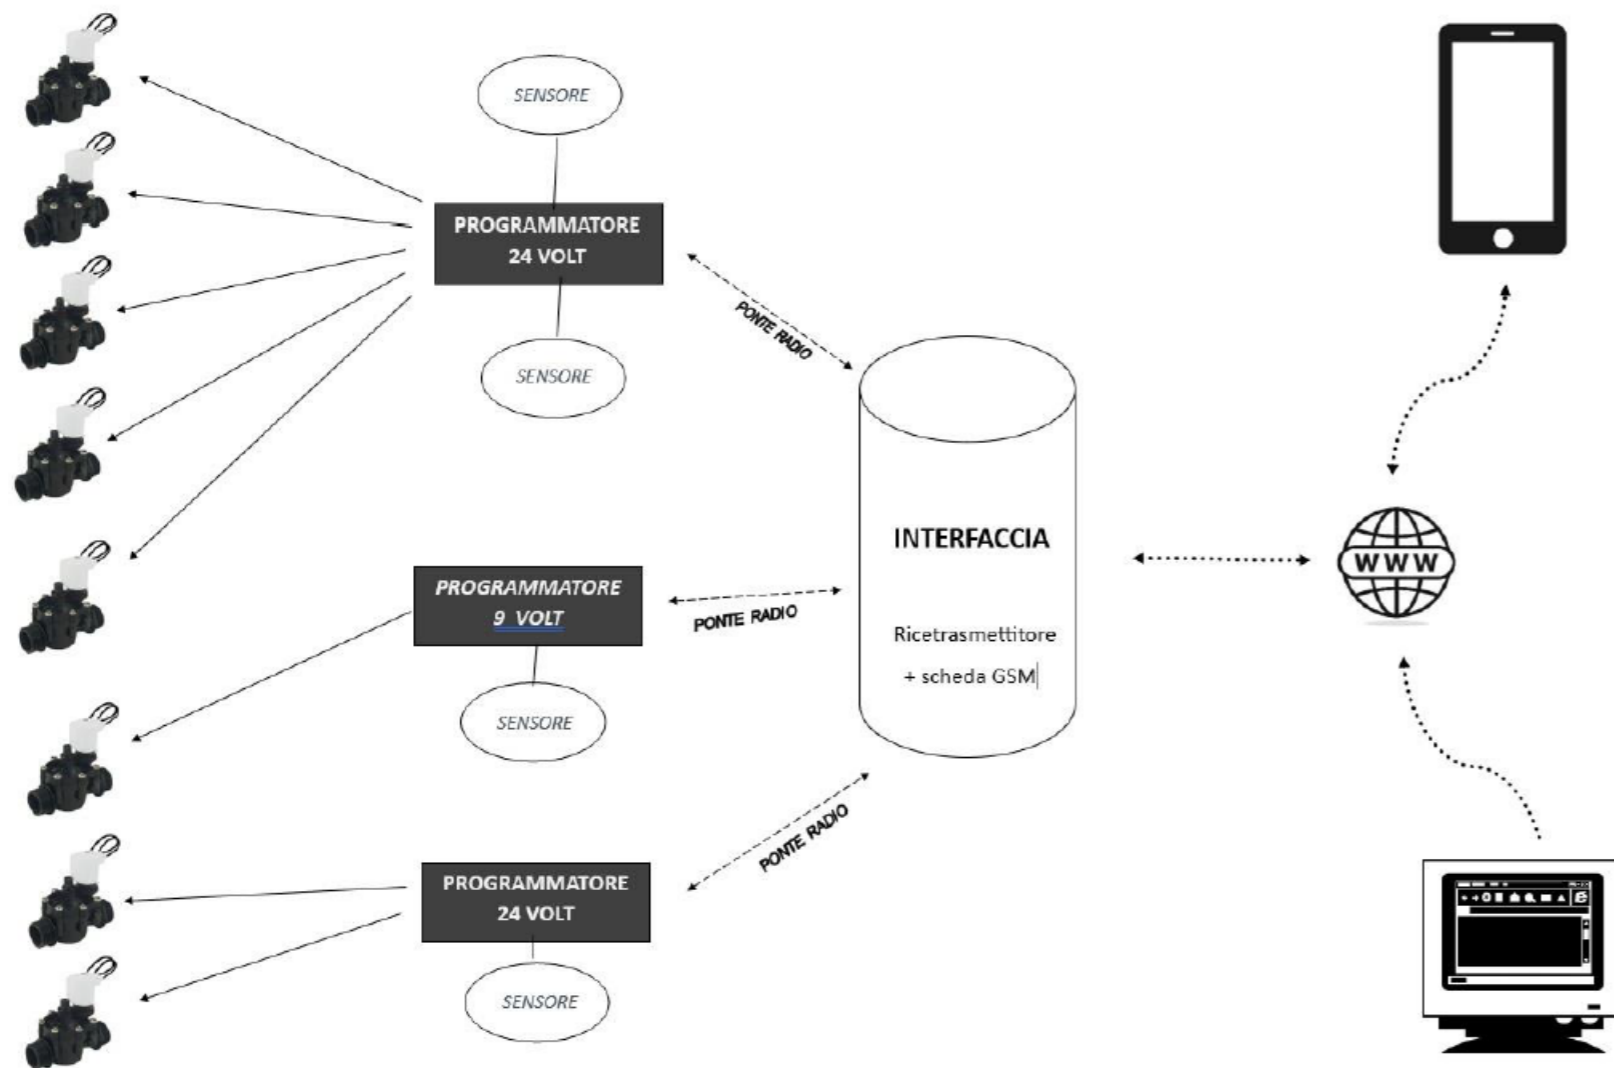 SENSORE
PROGRAMMATORE
24 VOLT
PONTE RADIO
SENSORE
INTERFACCIA
Ricetrasmettitore
+ scheda GSM
WWW
PROGRAMMATORE
9 VOLT
PONTE RADIO
SENSORE
PONTE RADIO
PROGRAMMATORE
24 VOLT
SENSORE